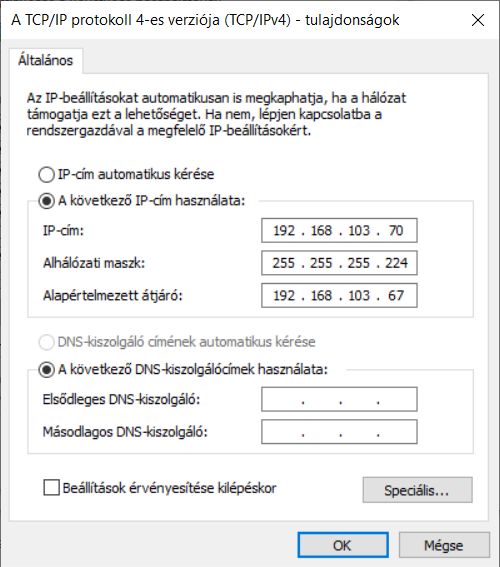 A TCP/IP protokoll 4-es verziója (TCP/IPv4) - tulajdonságok
Általános
Az IP-beállításokat automatikusan is megkaphatja, ha a hálózat
támogatja ezt a lehetőséget. Ha nem, lépjen kapcsolatba a
rendszergazdával a megfelelő IP-beállításokért.
IP-cím automatikus kérése
A következő IP-cím használata:
IP-cím: 192 . 168 . 103 . 70
Alhálózati maszk: 255 . 255 . 255 . 224
Alapértelmezett átjáró: 192 . 168 . 103 . 67
DNS-kiszolgáló címének automatikus kérése
A következő DNS-kiszolgálócímek használata:
Elsődleges DNS-kiszolgáló: . . .
Másodlagos DNS-kiszolgáló: . . .
Beállítások érvényesítése kilépéskor
Speciális...
OK Mégse